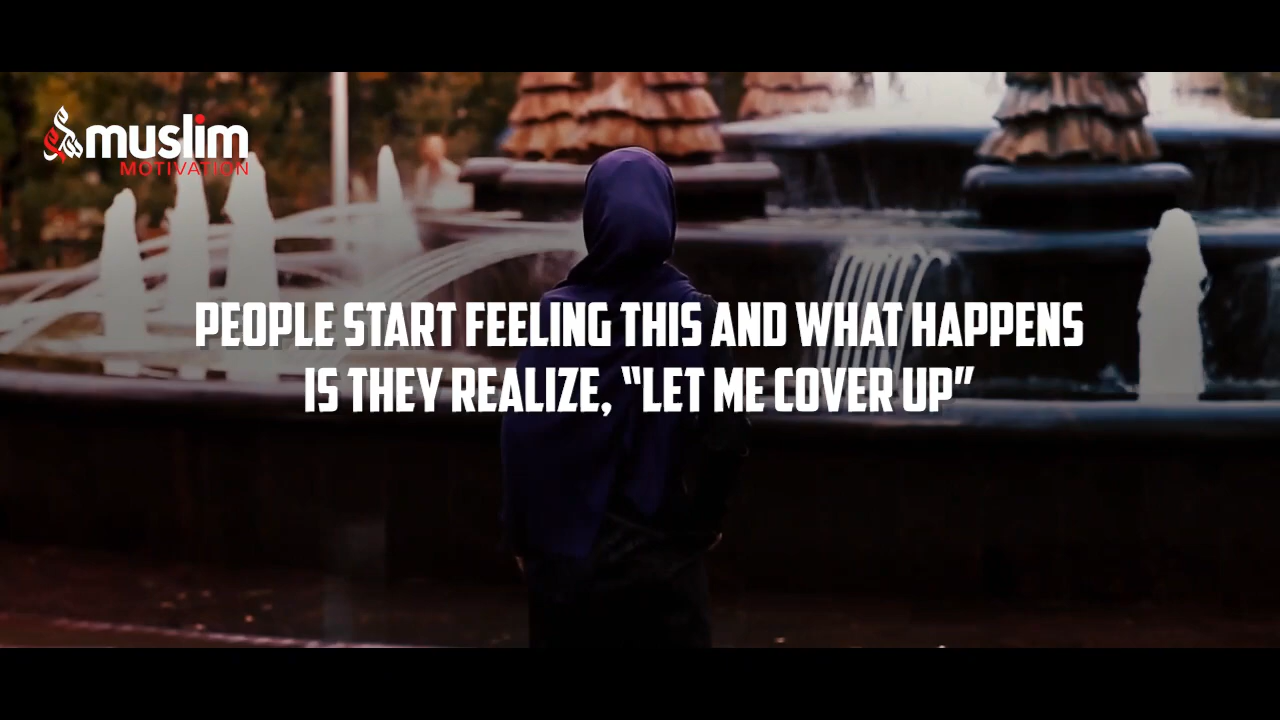 muslim
MOTIVATION
PEOPLE START FEELING THIS AND WHAT HAPPENS
IS THEY REALIZE, “LET ME COVER UP”